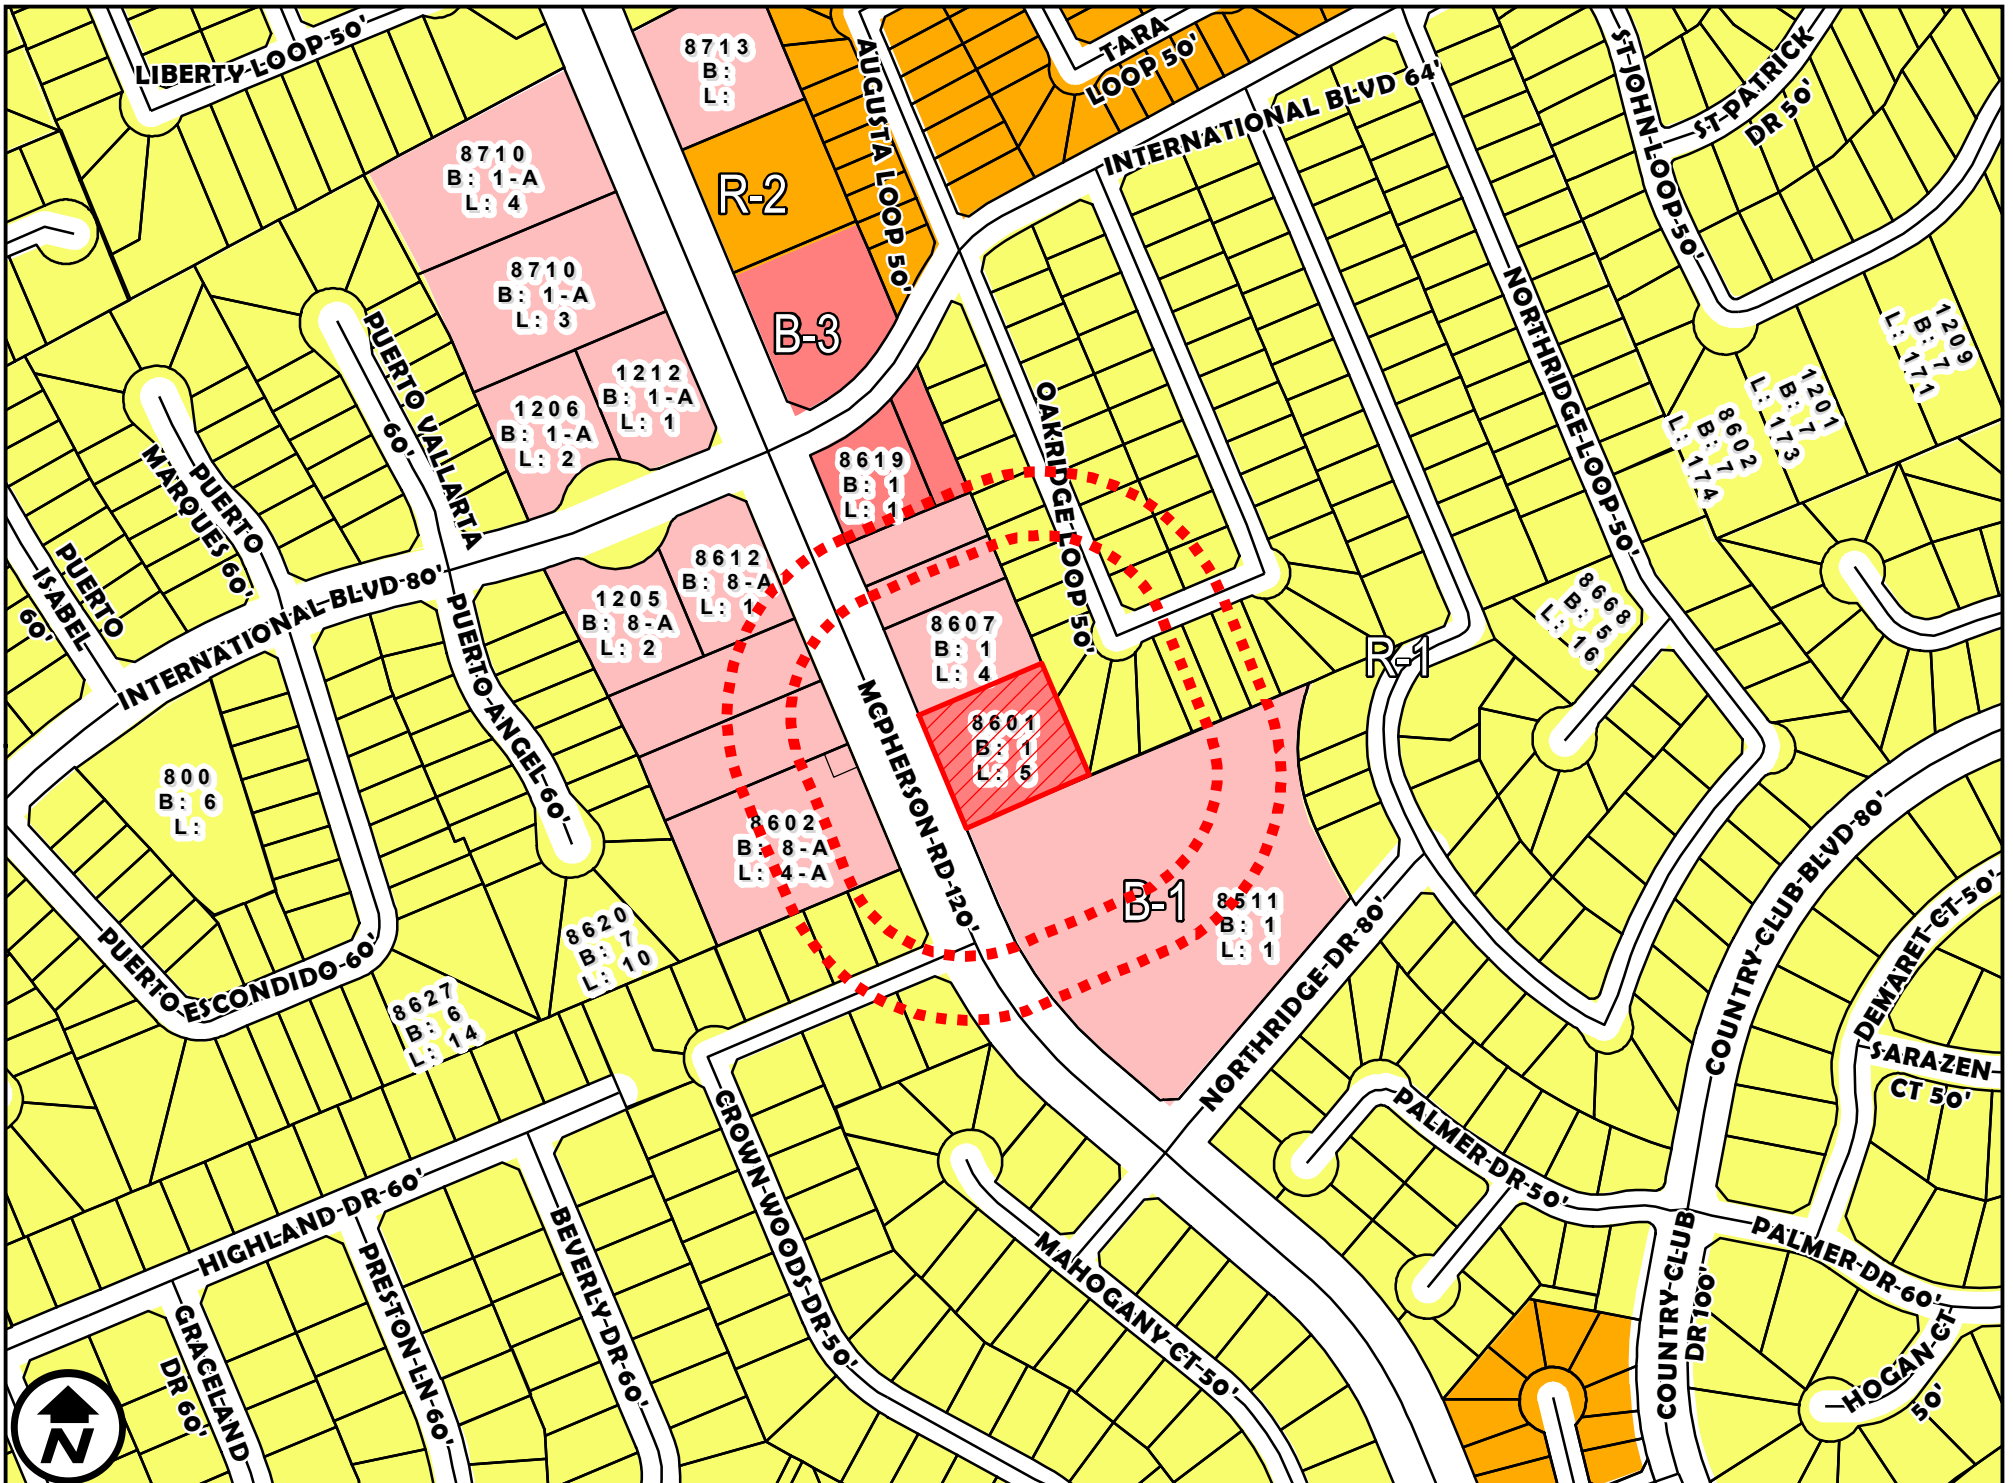 LIBERTY LOOP 50'
8713
B:
L:
TARA
LOOP 50'
AUGUSTA LOOP 50'
INTERNATIONAL BLVD 64'
ST JOHN LOOP 50'
ST PATRICK
DR 50'
8710
B: 1-A
L: 4
R-2
8710
B: 1-A
L: 3
B-3
1212
B: 1-A
L: 1
1206
B: 1-A
L: 2
PUERTO VALLARTA
60'
PUERTO
MARQUES 60'
PUERTO
ISABEL
60'
OAKRIDGE LOOP 50'
NORTHRIDGE LOOP 50'
1209
B: 7
L: 171
1201
B: 7
L: 173
8602
B: 7
L: 174
8619
B: 1
L: 1
8612
B: 8-A
L: 1
1205
B: 8-A
L: 2
INTERNATIONAL BLVD 80'
PUERTO ANGEL 60'
8607
B: 1
L: 4
8668
B: 5
L: 16
R-1
8601
B: 1
L: 5
MCPHERSON RD 120'
800
B: 6
L:
8602
B: 8-A
L: 4-A
B-1
8511
B: 1
L: 1
COUNTRY CLUB BLVD 80'
NORTHRIDGE DR 80'
DEMARET CT 50'
SARAZEN
CT 50'
PUERTO ESCONDIDO 60'
8620
B: 7
L: 10
8627
B: 6
L: 14
PALMER DR 50'
CROWN WOODS DR 50'
HIGHLAND DR 60'
BEVERLY DR 60'
PRESTON LN 60'
GRACELAND
DR 60'
MAHOGANY CT 50'
COUNTRY CLUB
DR 100'
PALMER DR 60'
HOGAN CT
50'
N